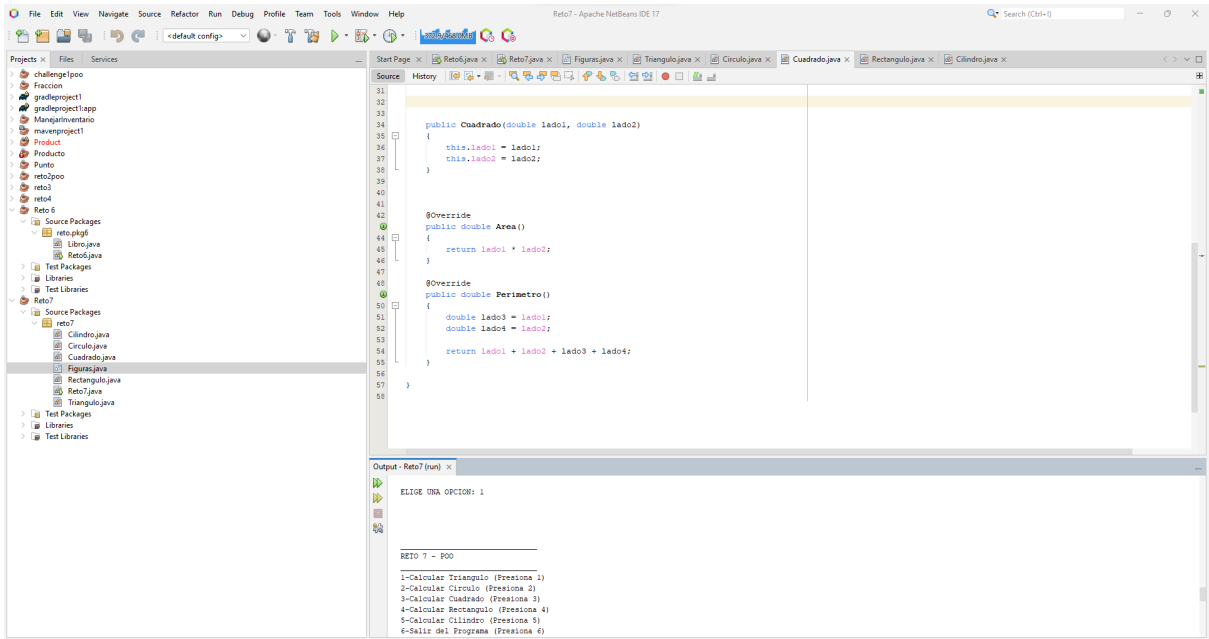 File Edit View Navigate Source Refactor Run Debug Profile Team Tools Window Help
Reto7 - Apache NetBeans IDE 17
Search (Ctrl+I)
<default config>
Projects
Files
Services
challenge1poo
Fraccion
gradleproject1
gradleproject1:app
ManejarInventario
mavenproject1
Product
Producto
Punto
reto2poo
reto3
reto4
Reto 6
Source Packages
reto.pkg6
Libro.java
Reto6.java
Test Packages
Libraries
Test Libraries
Reto7
Source Packages
reto7
Cilindro.java
Circulo.java
Cuadrado.java
Figuras.java
Rectangulo.java
Reto7.java
Triangulo.java
Test Packages
Libraries
Test Libraries
Start Page Reto6.java Reto7.java Figuras.java Triangulo.java Circulo.java Cuadrado.java Rectangulo.java Cilindro.java
Source History
31
32
33
34 public Cuadrado(double lado1, double lado2)
35 {
36 this.lado1 = lado1;
37 this.lado2 = lado2;
38 }
39
40
41
42 @Override
public double Area()
44 {
45 return lado1 * lado2;
46 }
47
48 @Override
public double Perimetro()
50 {
51 double lado3 = lado1;
52 double lado4 = lado2;
53
54 return lado1 + lado2 + lado3 + lado4;
55 }
56
57 }
58
Output - Reto7 (run)
ELIGE UNA OPCION: 1
RETO 7 - POO
1-Calcular Triangulo (Presiona 1)
2-Calcular Circulo (Presiona 2)
3-Calcular Cuadrado (Presiona 3)
4-Calcular Rectangulo (Presiona 4)
5-Calcular Cilindro (Presiona 5)
6-Salir del Programa (Presiona 6)